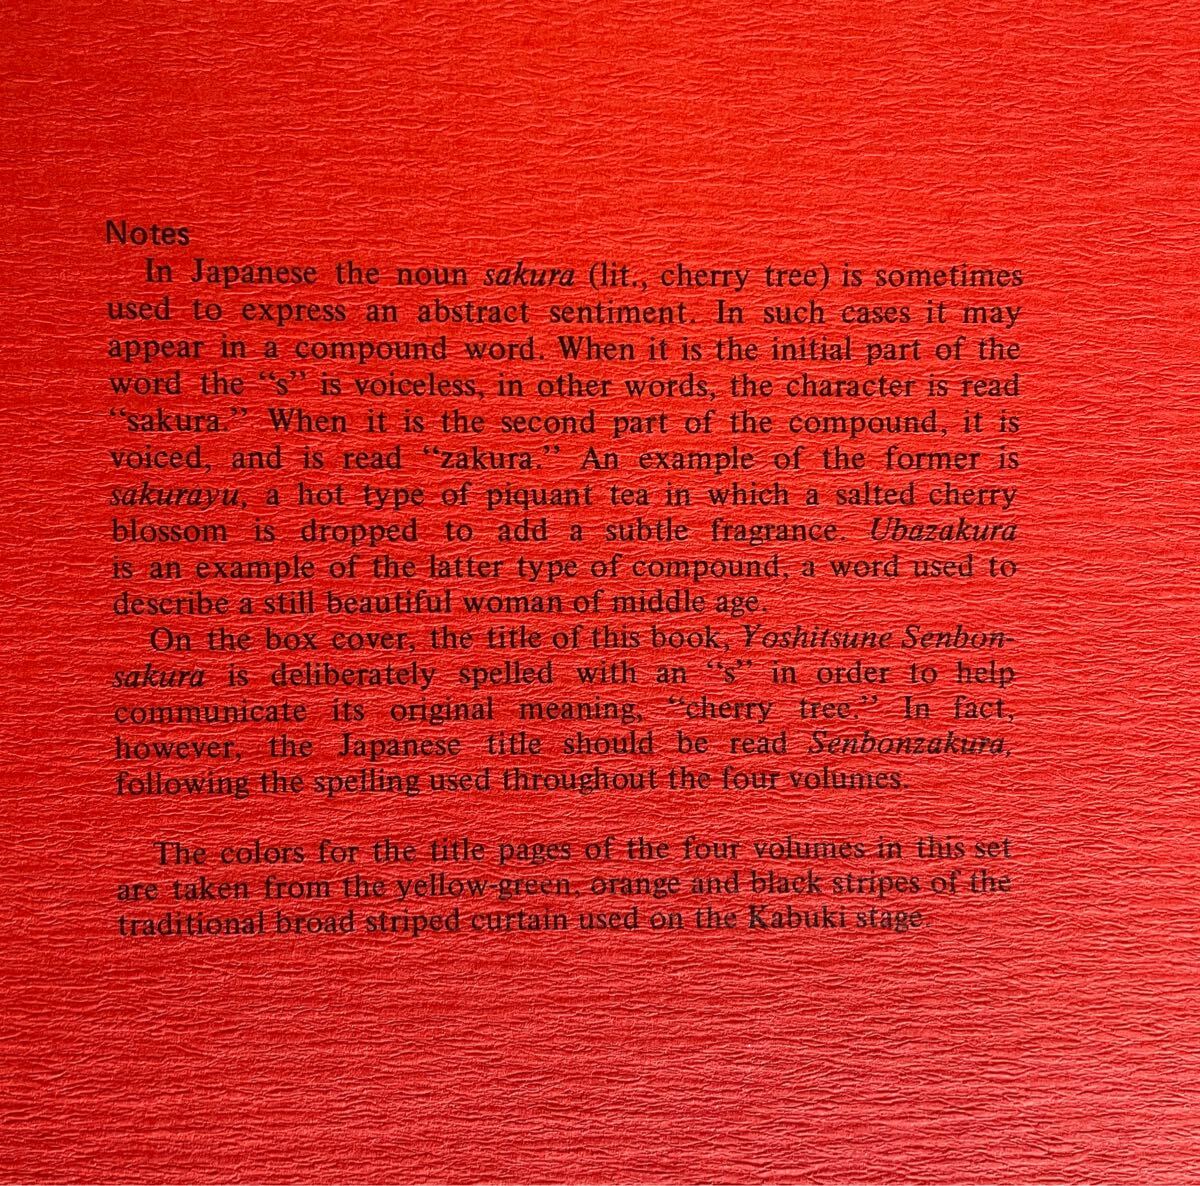 Notes
In Japanese the noun sakura (lit., cherry tree) is sometimes
used to express an abstract sentiment. In such cases it may
appear in a compound word. When it is the initial part of the
word the “s” is voiceless, in other words, the character is read
“sakura.” When it is the second part of the compound, it is
voiced, and is read “zakura.” An example of the former is
sakurayu, a hot type of piquant tea in which a salted cherry
blossom is dropped to add a subtle fragrance. Ubazakura
is an example of the latter type of compound, a word used to
describe a still beautiful woman of middle age.
On the box cover, the title of this book, Yoshitsune Senbon-
sakura is deliberately spelled with an “s” in order to help
communicate its original meaning, “cherry tree.” In fact,
however, the Japanese title should be read Senbonzakura,
following the spelling used throughout the four volumes.
The colors for the title pages of the four volumes in this set
are taken from the yellow-green, orange and black stripes of the
traditional broad striped curtain used on the Kabuki stage.